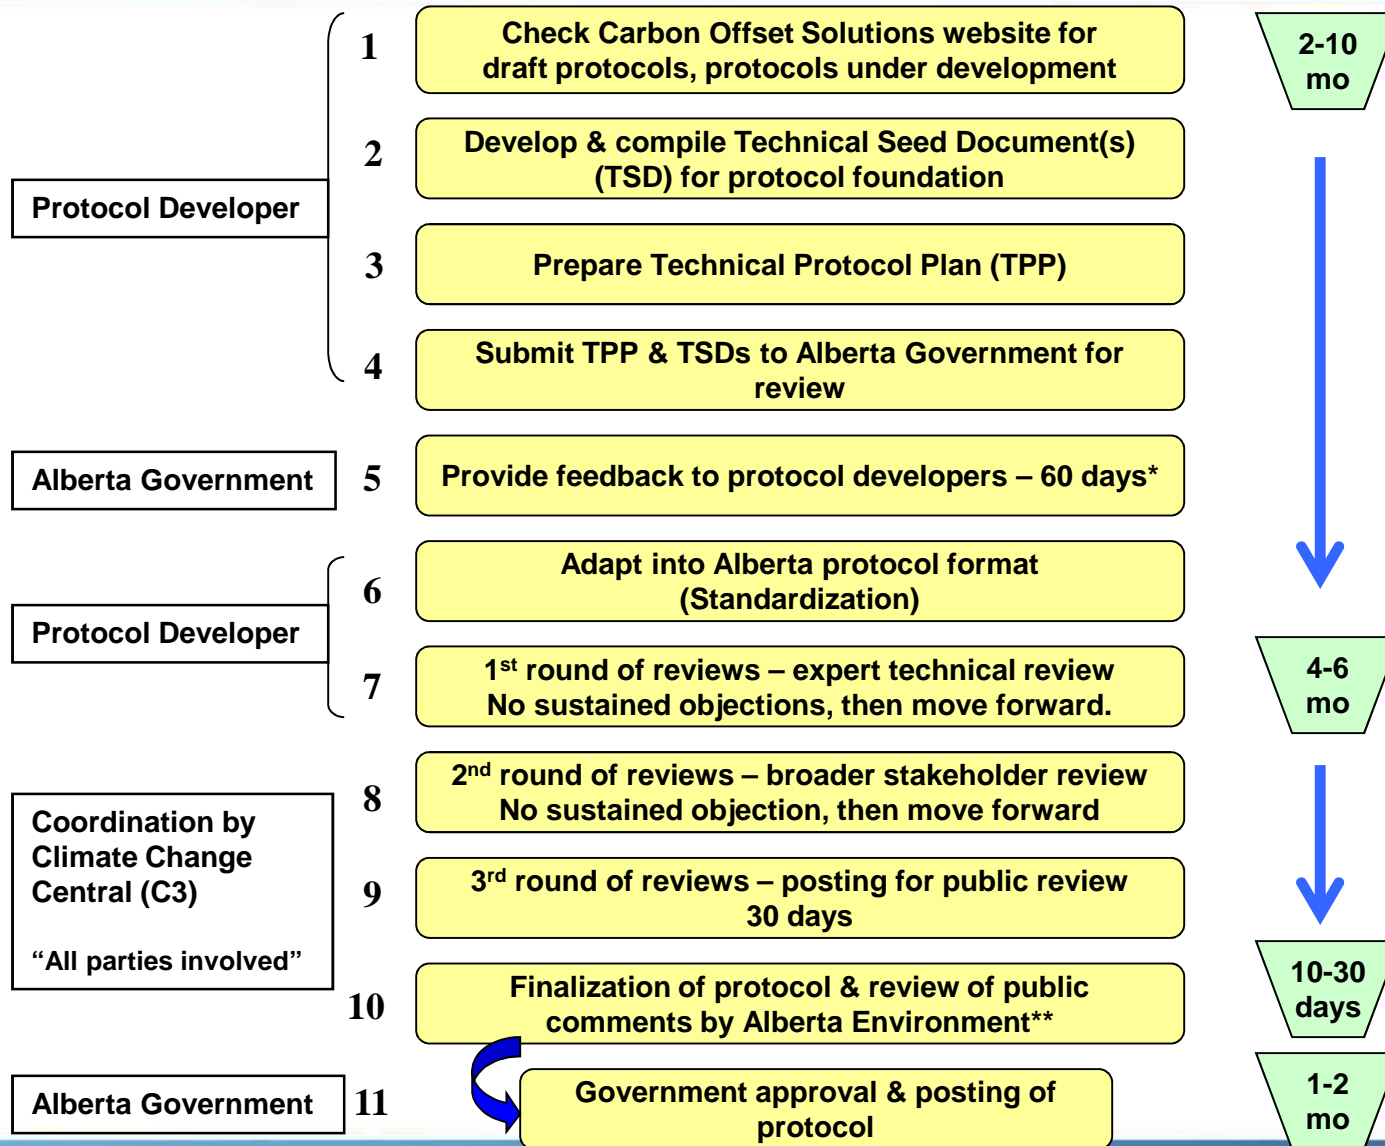 1
Check Carbon Offset Solutions website for
draft protocols, protocols under development
2-10
mo
2
Develop & compile Technical Seed Document(s)
(TSD) for protocol foundation
Protocol Developer
3
Prepare Technical Protocol Plan (TPP)
4
Submit TPP & TSDs to Alberta Government for
review
Alberta Government
5
Provide feedback to protocol developers – 60 days*
6
Adapt into Alberta protocol format
(Standardization)
Protocol Developer
7
1st round of reviews – expert technical review
No sustained objections, then move forward.
4-6
mo
8
2nd round of reviews – broader stakeholder review
No sustained objection, then move forward
Coordination by
Climate Change
Central (C3)
“All parties involved”
9
3rd round of reviews – posting for public review
30 days
10
Finalization of protocol & review of public
comments by Alberta Environment**
10-30
days
Alberta Government
11
Government approval & posting of
protocol
1-2
mo